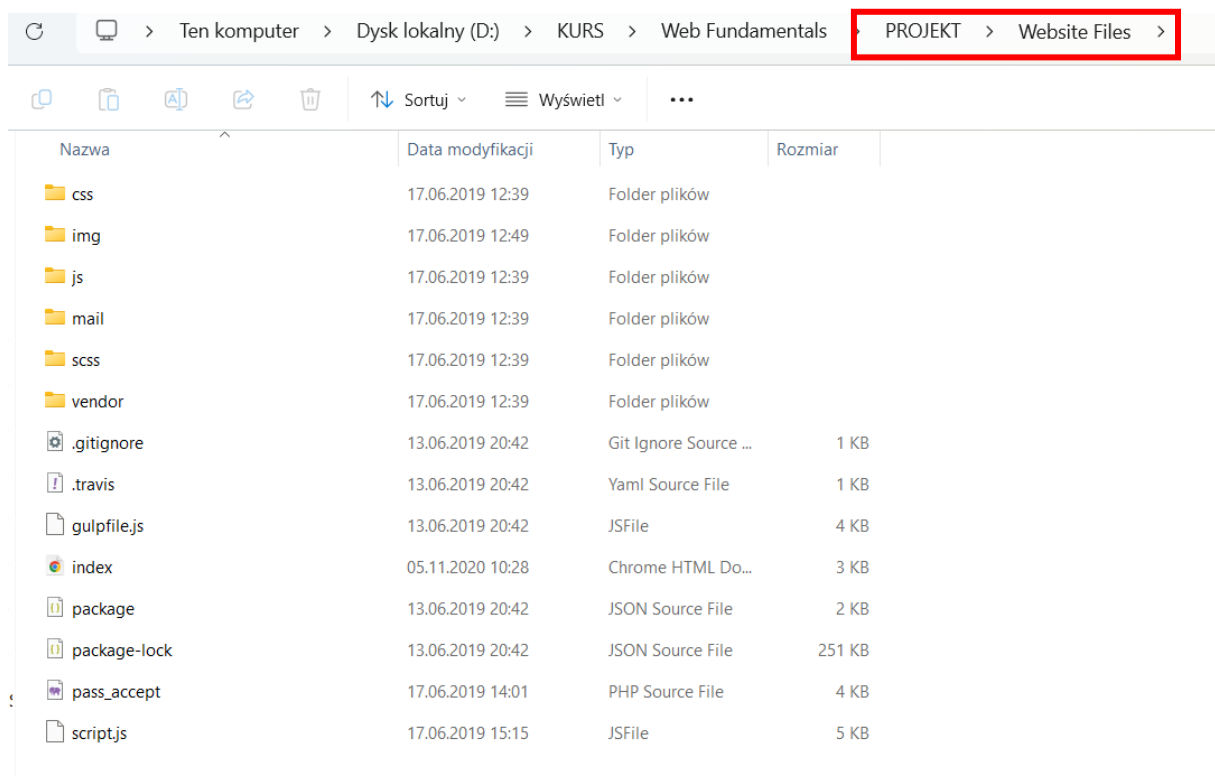 Ten komputer > Dysk lokalny (D:) > KURS > Web Fundamentals > PROJEKT > Website Files >
Sortuj Wyświetl ...
Nazwa Data modyfikacji Typ Rozmiar
css 17.06.2019 12:39 Folder plików
img 17.06.2019 12:49 Folder plików
js 17.06.2019 12:39 Folder plików
mail 17.06.2019 12:39 Folder plików
scss 17.06.2019 12:39 Folder plików
vendor 17.06.2019 12:39 Folder plików
.gitignore 13.06.2019 20:42 Git Ignore Source ... 1 KB
.travis 13.06.2019 20:42 Yaml Source File 1 KB
gulpfile.js 13.06.2019 20:42 JSFile 4 KB
index 05.11.2020 10:28 Chrome HTML Do... 3 KB
package 13.06.2019 20:42 JSON Source File 2 KB
package-lock 13.06.2019 20:42 JSON Source File 251 KB
pass_accept 17.06.2019 14:01 PHP Source File 4 KB
script.js 17.06.2019 15:15 JSFile 5 KB